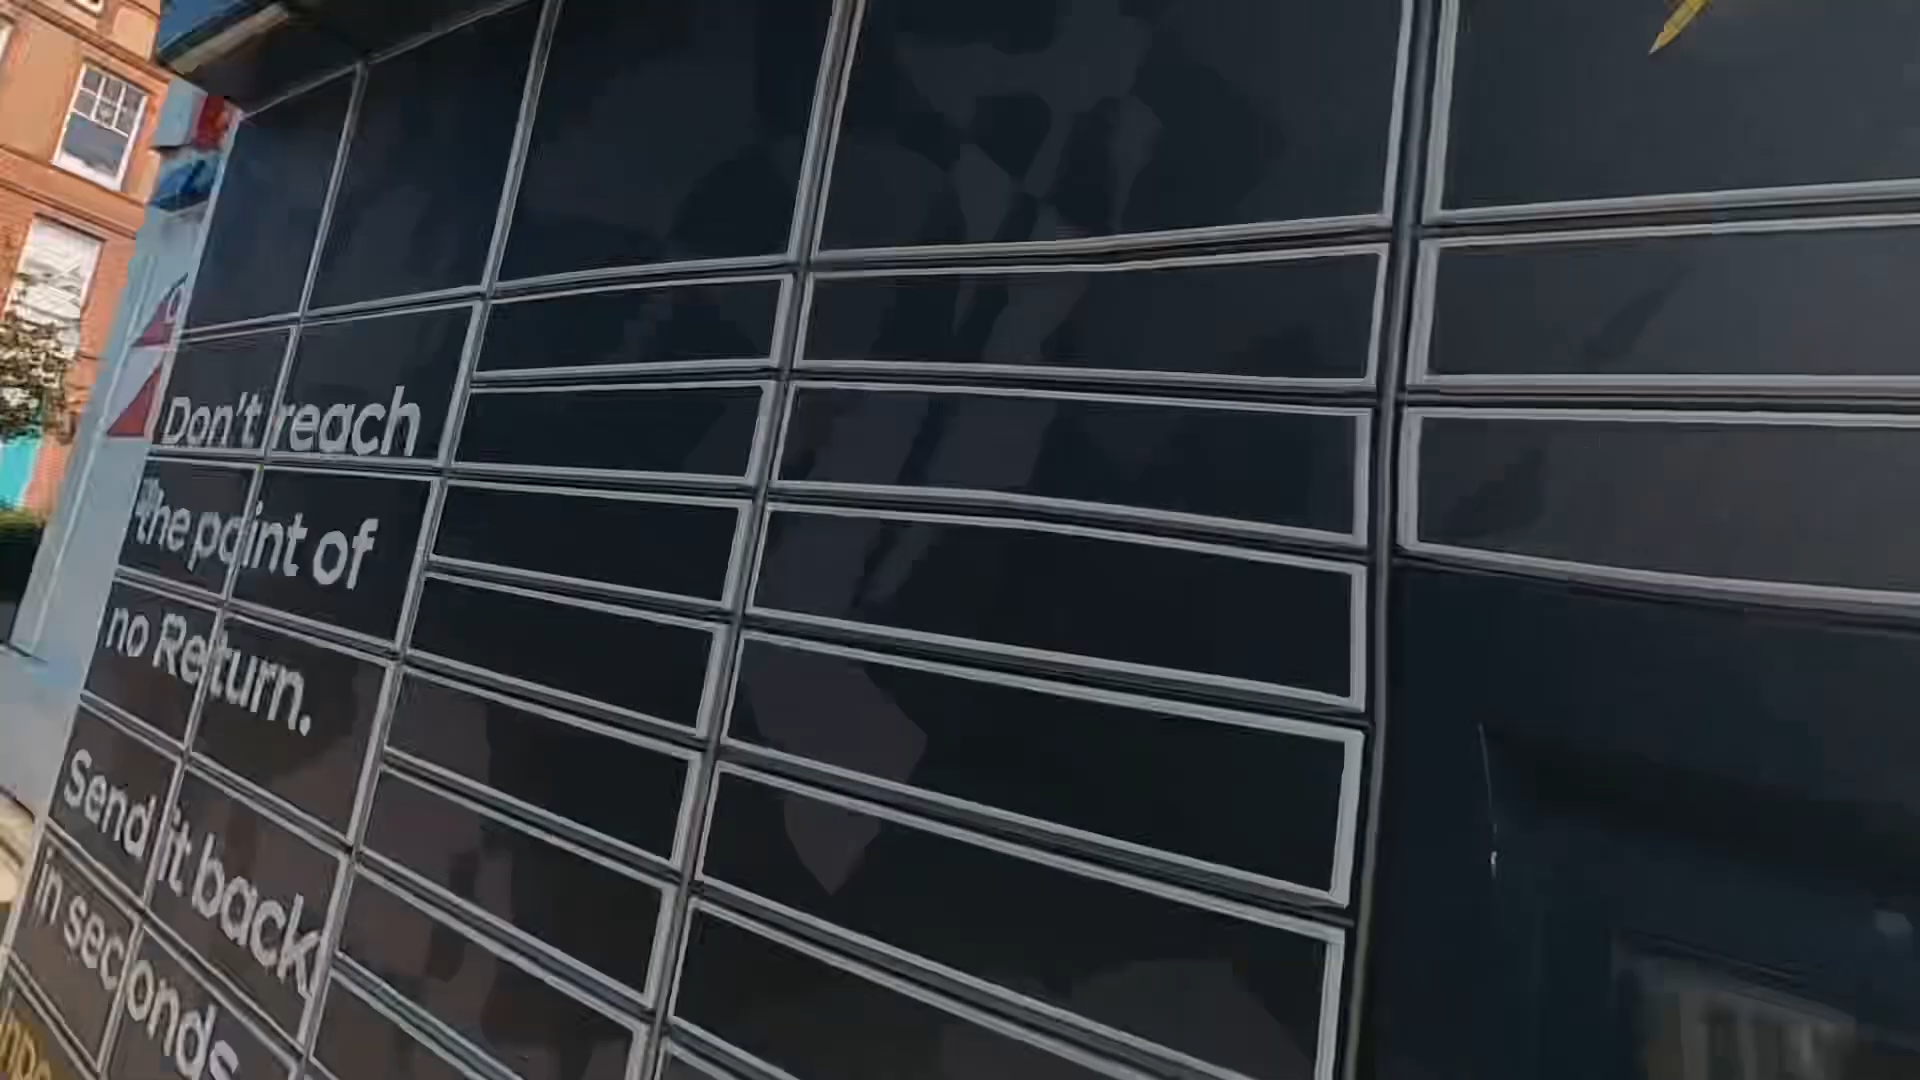 Don't reach
the point of
no Return.
Send it back
in seconds